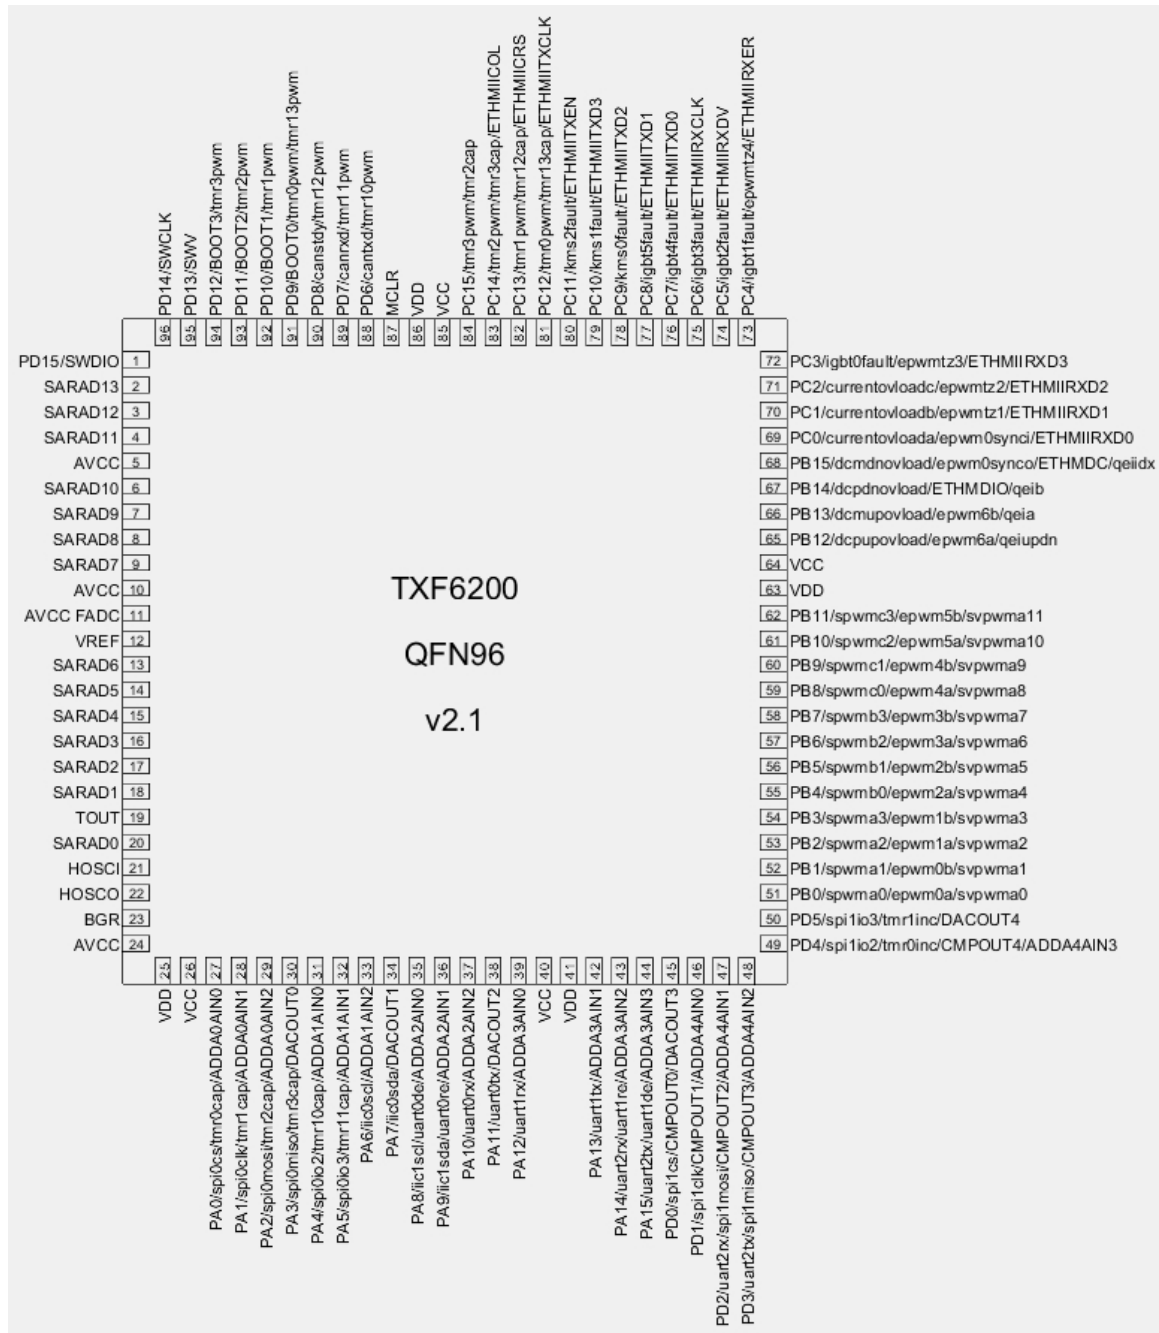 PD14/SWCLK
PD13/SWV
PD12/BOOT3/tmr3pwm
PD11/BOOT2/tmr2pwm
PD10/BOOT1/tmr1pwm
PD9/BOOT0/tmr0pwm/tmr13pwm
PD8/canstdy/tmr12pwm
PD7/canrxd/tmr11pwm
PD6/cantxd/tmr10pwm
MCLR
VDD
VCC
PC15/tmr3pwm/tmr2cap
PC14/tmr2pwm/tmr3cap/ETHMIICOL
PC13/tmr1pwm/tmr12cap/ETHMIICRS
PC12/tmr0pwm/tmr13cap/ETHMIITXCLK
PC11/kms2fault/ETHMIITXEN
PC10/kms1fault/ETHMIITXD3
PC9/kms0fault/ETHMIITXD2
PC8/igbt5fault/ETHMIITXD1
PC7/igbt4fault/ETHMIITXD0
PC6/igbt3fault/ETHMIIRXCLK
PC5/igbt2fault/ETHMIIRXDV
PC4/igbt1fault/epwmtz4/ETHMIIRXER
96 95 94 93 92 91 90 89 88 87 86 85 84 83 82 81 80 79 78 77 76 75 74 73
PD15/SWDIO 1
SARAD13 2
SARAD12 3
SARAD11 4
AVCC 5
SARAD10 6
SARAD9 7
SARAD8 8
SARAD7 9
AVCC 10
AVCC FADC 11
VREF 12
SARAD6 13
SARAD5 14
SARAD4 15
SARAD3 16
SARAD2 17
SARAD1 18
TOUT 19
SARAD0 20
HOSCI 21
HOSCO 22
BGR 23
AVCC 24
TXF6200
QFN96
v2.1
72 PC3/igbt0fault/epwmtz3/ETHMIIRXD3
71 PC2/currentovloadc/epwmtz2/ETHMIIRXD2
70 PC1/currentovloadb/epwmtz1/ETHMIIRXD1
69 PC0/currentovloada/epwm0synci/ETHMIIRXD0
68 PB15/dcmdnovload/epwm0synco/ETHMDC/qeiidx
67 PB14/dcpdnovload/ETHMDIO/qeib
66 PB13/dcmupovload/epwm6b/qeia
65 PB12/dcpupovload/epwm6a/qeiupdn
64 VCC
63 VDD
62 PB11/spwmc3/epwm5b/svpwma11
61 PB10/spwmc2/epwm5a/svpwma10
60 PB9/spwmc1/epwm4b/svpwma9
59 PB8/spwmc0/epwm4a/svpwma8
58 PB7/spwmb3/epwm3b/svpwma7
57 PB6/spwmb2/epwm3a/svpwma6
56 PB5/spwmb1/epwm2b/svpwma5
55 PB4/spwmb0/epwm2a/svpwma4
54 PB3/spwma3/epwm1b/svpwma3
53 PB2/spwma2/epwm1a/svpwma2
52 PB1/spwma1/epwm0b/svpwma1
51 PB0/spwma0/epwm0a/svpwma0
50 PD5/spi1io3/tmr1inc/DACOUT4
49 PD4/spi1io2/tmr0inc/CMPOUT4/ADDA4AIN3
25 26 27 28 29 30 31 32 33 34 35 36 37 38 39 40 41 42 43 44 45 46 47 48
VDD
VCC
PA0/spi0cs/tmr0cap/ADDA0AIN0
PA1/spi0clk/tmr1cap/ADDA0AIN1
PA2/spi0mosi/tmr2cap/ADDA0AIN2
PA3/spi0miso/tmr3cap/DACOUT0
PA4/spi0io2/tmr10cap/ADDA1AIN0
PA5/spi0io3/tmr11cap/ADDA1AIN1
PA6/iic0scl/ADDA1AIN2
PA7/iic0sda/DACOUT1
PA8/iic1scl/uart0de/ADDA2AIN0
PA9/iic1sda/uart0re/ADDA2AIN1
PA10/uart0rx/ADDA2AIN2
PA11/uart0tx/DACOUT2
PA12/uart1rx/ADDA3AIN0
VCC
VDD
PA13/uart1tx/ADDA3AIN1
PA14/uart2rx/uart1re/ADDA3AIN2
PA15/uart2tx/uart1de/ADDA3AIN3
PD0/spi1cs/CMPOUT0/DACOUT3
PD1/spi1clk/CMPOUT1/ADDA4AIN0
PD2/uart2rx/spi1mosi/CMPOUT2/ADDA4AIN1
PD3/uart2tx/spi1miso/CMPOUT3/ADDA4AIN2